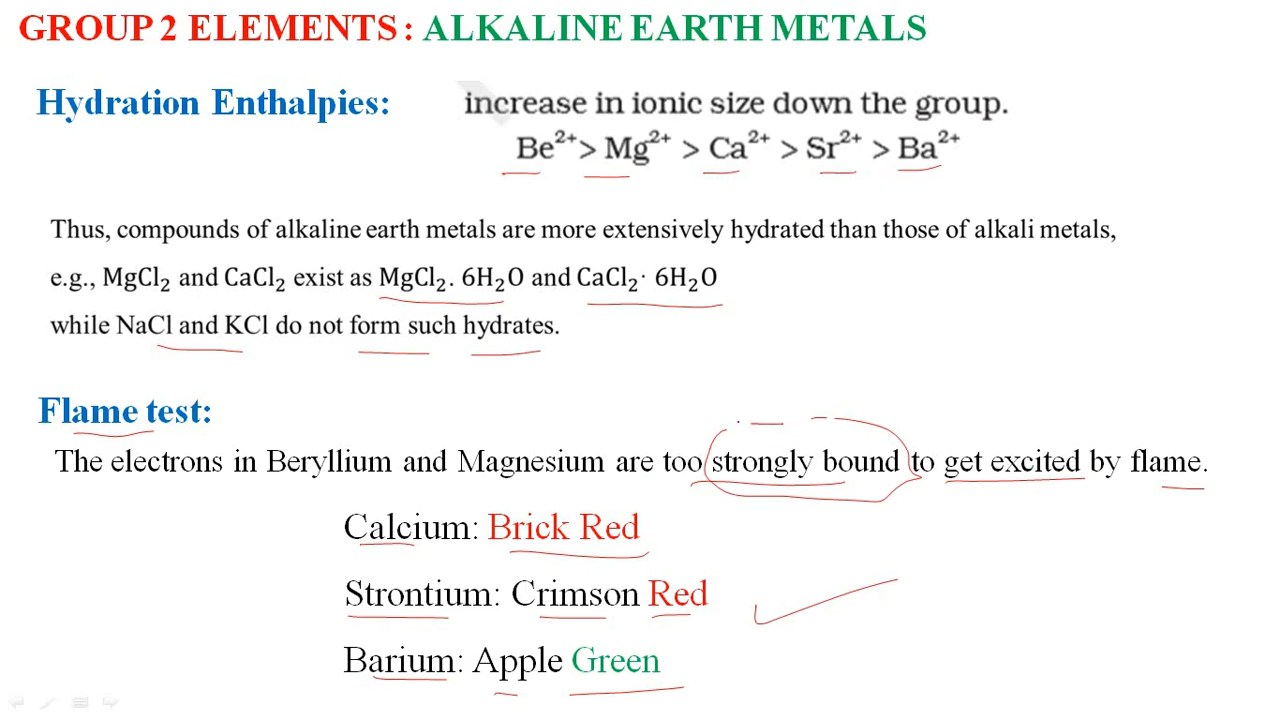 GROUP 2 ELEMENTS : ALKALINE EARTH METALS
Hydration Enthalpies:
increase in ionic size down the group.
Be²⁺> Mg²⁺ > Ca²⁺ > Sr²⁺ > Ba²⁺
Thus, compounds of alkaline earth metals are more extensively hydrated than those of alkali metals,
e.g., MgCl₂ and CaCl₂ exist as MgCl₂. 6H₂O and CaCl₂· 6H₂O
while NaCl and KCl do not form such hydrates.
Flame test:
The electrons in Beryllium and Magnesium are too strongly bound to get excited by flame.
Calcium: Brick Red
Strontium: Crimson Red
Barium: Apple Green